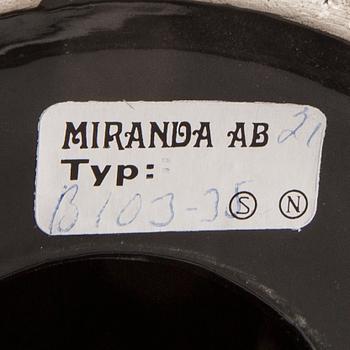 MIRANDA AB 21
Typ:
B103-35 Ⓢ Ⓝ